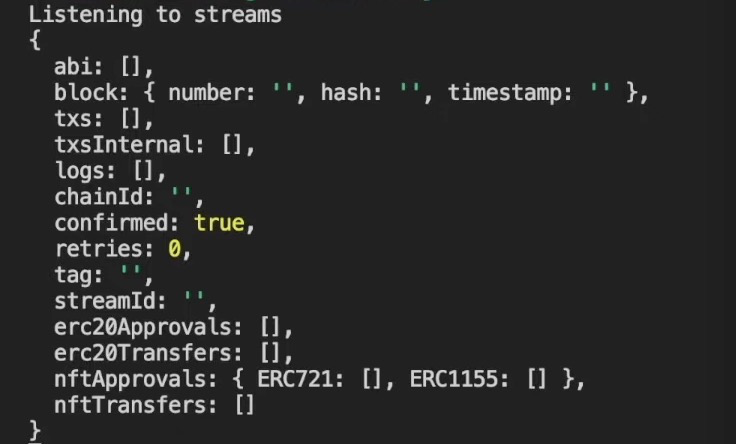 Listening to streams
{
  abi: [],
  block: { number: '', hash: '', timestamp: '' },
  txs: [],
  txsInternal: [],
  logs: [],
  chainId: '',
  confirmed: true,
  retries: 0,
  tag: '',
  streamId: '',
  erc20Approvals: [],
  erc20Transfers: [],
  nftApprovals: { ERC721: [], ERC1155: [] },
  nftTransfers: []
}